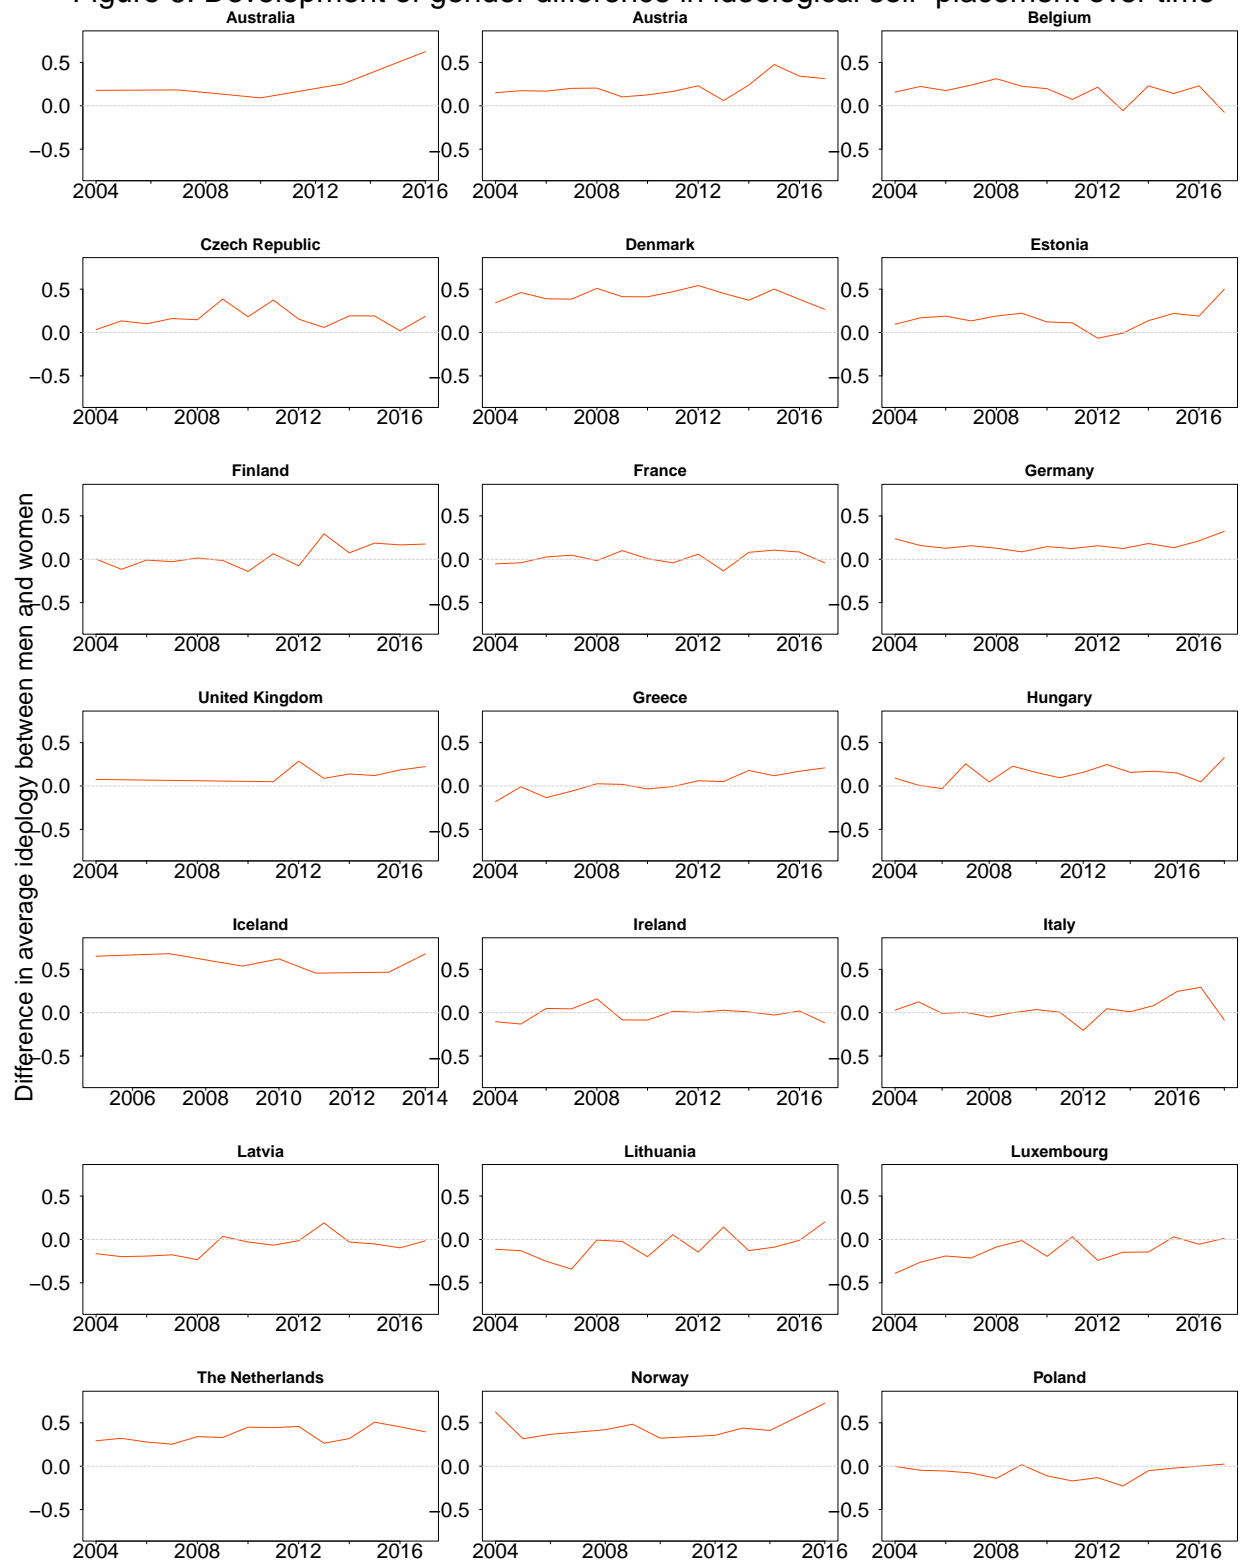 Figure 3: Development of gender difference in ideological self−placement over time
Difference in average ideology between men and women
Australia
0.5
0.0
−0.5
2004 2008 2012 2016
Austria
0.5
0.0
−0.5
2004 2008 2012 2016
Belgium
0.5
0.0
−0.5
2004 2008 2012 2016
Czech Republic
0.5
0.0
−0.5
2004 2008 2012 2016
Denmark
0.5
0.0
−0.5
2004 2008 2012 2016
Estonia
0.5
0.0
−0.5
2004 2008 2012 2016
Finland
0.5
0.0
−0.5
2004 2008 2012 2016
France
0.5
0.0
−0.5
2004 2008 2012 2016
Germany
0.5
0.0
−0.5
2004 2008 2012 2016
United Kingdom
0.5
0.0
−0.5
2004 2008 2012 2016
Greece
0.5
0.0
−0.5
2004 2008 2012 2016
Hungary
0.5
0.0
−0.5
2004 2008 2012 2016
Iceland
0.5
0.0
−0.5
2006 2008 2010 2012 2014
Ireland
0.5
0.0
−0.5
2004 2008 2012 2016
Italy
0.5
0.0
−0.5
2004 2008 2012 2016
Latvia
0.5
0.0
−0.5
2004 2008 2012 2016
Lithuania
0.5
0.0
−0.5
2004 2008 2012 2016
Luxembourg
0.5
0.0
−0.5
2004 2008 2012 2016
The Netherlands
0.5
0.0
−0.5
2004 2008 2012 2016
Norway
0.5
0.0
−0.5
2004 2008 2012 2016
Poland
0.5
0.0
−0.5
2004 2008 2012 2016